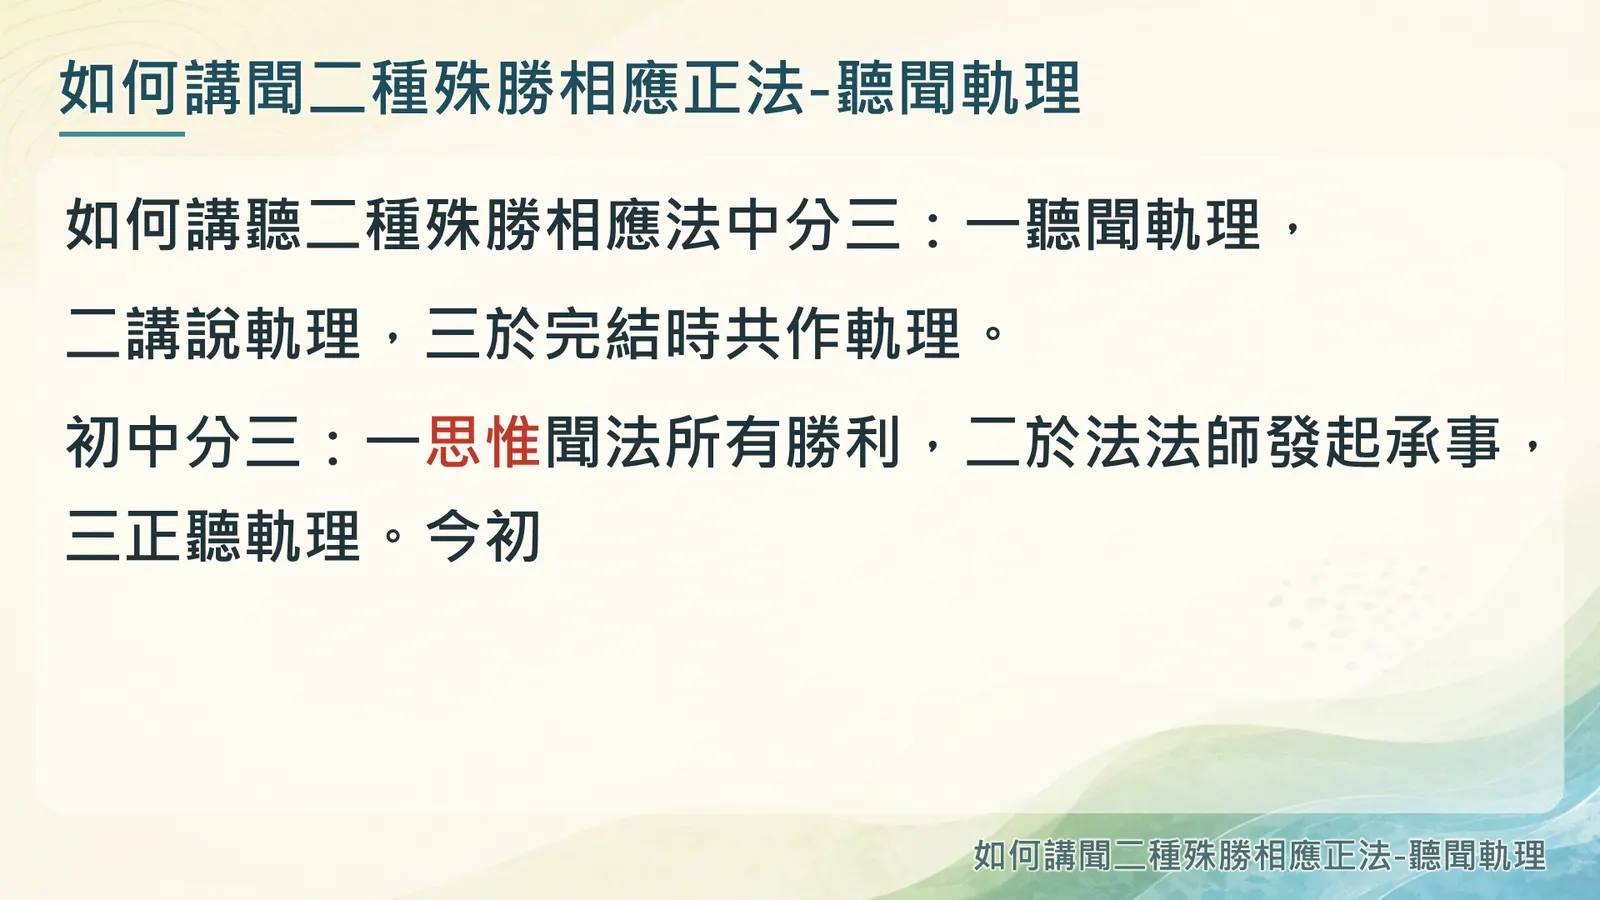 如何講聞二種殊勝相應正法-聽聞軌理
如何講聽二種殊勝相應法中分三：一聽聞軌理，
二講說軌理，三於完結時共作軌理。
初中分三：一思惟聞法所有勝利，二於法法師發起承事，
三正聽軌理。今初
如何講聞二種殊勝相應正法-聽聞軌理